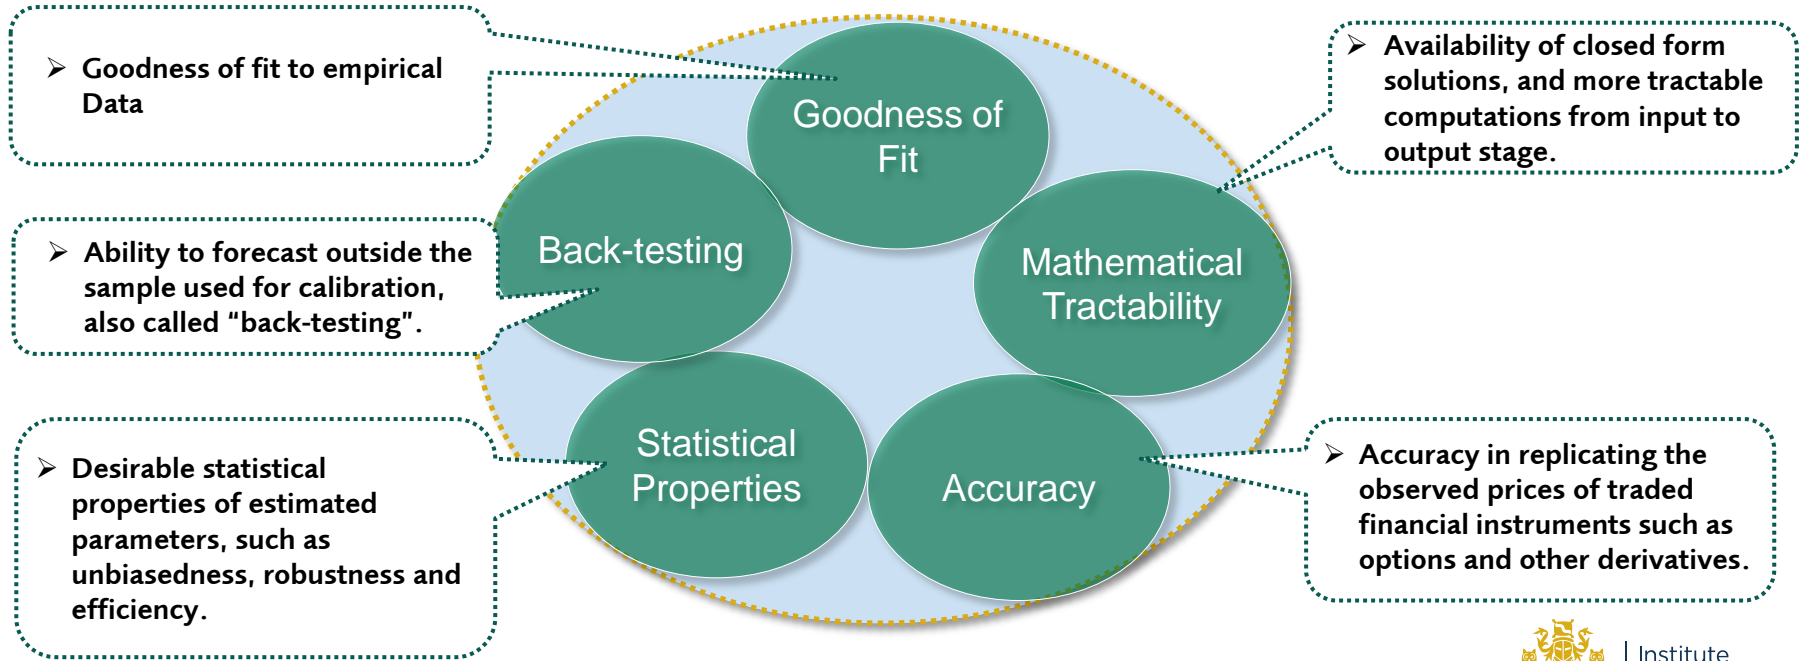 ➢ Goodness of fit to empirical
Data
Goodness of
Fit
➢ Availability of closed form
solutions, and more tractable
computations from input to
output stage.
➢ Ability to forecast outside the
sample used for calibration,
also called “back-testing”.
Back-testing
Mathematical
Tractability
➢ Desirable statistical
properties of estimated
parameters, such as
unbiasedness, robustness and
efficiency.
Statistical
Properties
Accuracy
➢ Accuracy in replicating the
observed prices of traded
financial instruments such as
options and other derivatives.
Institute